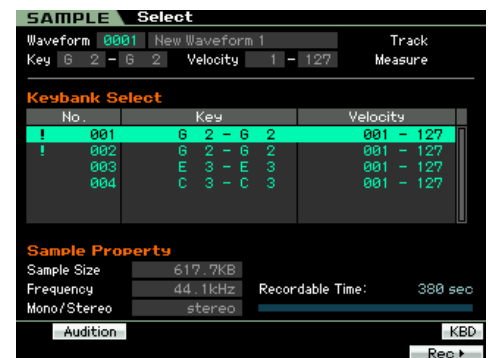 SAMPLE Select
Waveform 0001 New Waveform 1 Track
Key G 2 - G 2 Velocity 1 - 127 Measure
Keybank Select
No. Key Velocity
! 001 G 2 - G 2 001 - 127
! 002 G 2 - G 2 001 - 127
003 E 3 - E 3 001 - 127
004 C 3 - C 3 001 - 127
Sample Property
Sample Size 617.7KB
Frequency 44.1kHz Recordable Time: 380 sec
Mono/Stereo stereo
Audition KBD
Rec